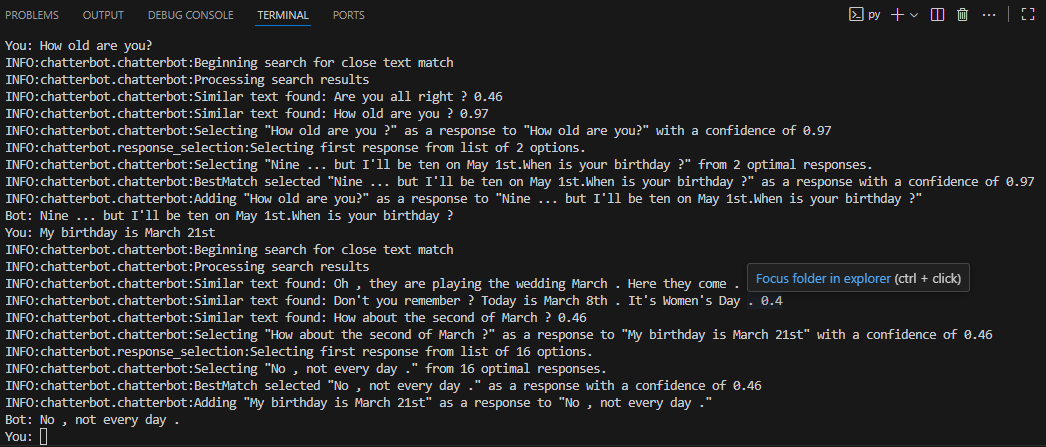 PROBLEMS OUTPUT DEBUG CONSOLE TERMINAL PORTS py
You: How old are you?
INFO:chatterbot.chatterbot:Beginning search for close text match
INFO:chatterbot.chatterbot:Processing search results
INFO:chatterbot.chatterbot:Similar text found: Are you all right ? 0.46
INFO:chatterbot.chatterbot:Similar text found: How old are you ? 0.97
INFO:chatterbot.chatterbot:Selecting "How old are you ?" as a response to "How old are you?" with a confidence of 0.97
INFO:chatterbot.response_selection:Selecting first response from list of 2 options.
INFO:chatterbot.chatterbot:Selecting "Nine ... but I'll be ten on May 1st.When is your birthday ?" from 2 optimal responses.
INFO:chatterbot.chatterbot:BestMatch selected "Nine ... but I'll be ten on May 1st.When is your birthday ?" as a response with a confidence of 0.97
INFO:chatterbot.chatterbot:Adding "How old are you?" as a response to "Nine ... but I'll be ten on May 1st.When is your birthday ?"
Bot: Nine ... but I'll be ten on May 1st.When is your birthday ?
You: My birthday is March 21st
INFO:chatterbot.chatterbot:Beginning search for close text match
INFO:chatterbot.chatterbot:Processing search results
INFO:chatterbot.chatterbot:Similar text found: Oh , they are playing the wedding March . Here they come .
Focus folder in explorer (ctrl + click)
INFO:chatterbot.chatterbot:Similar text found: Don't you remember ? Today is March 8th . It's Women's Day . 0.4
INFO:chatterbot.chatterbot:Similar text found: How about the second of March ? 0.46
INFO:chatterbot.chatterbot:Selecting "How about the second of March ?" as a response to "My birthday is March 21st" with a confidence of 0.46
INFO:chatterbot.response_selection:Selecting first response from list of 16 options.
INFO:chatterbot.chatterbot:Selecting "No , not every day ." from 16 optimal responses.
INFO:chatterbot.chatterbot:BestMatch selected "No , not every day ." as a response with a confidence of 0.46
INFO:chatterbot.chatterbot:Adding "My birthday is March 21st" as a response to "No , not every day ."
Bot: No , not every day .
You: